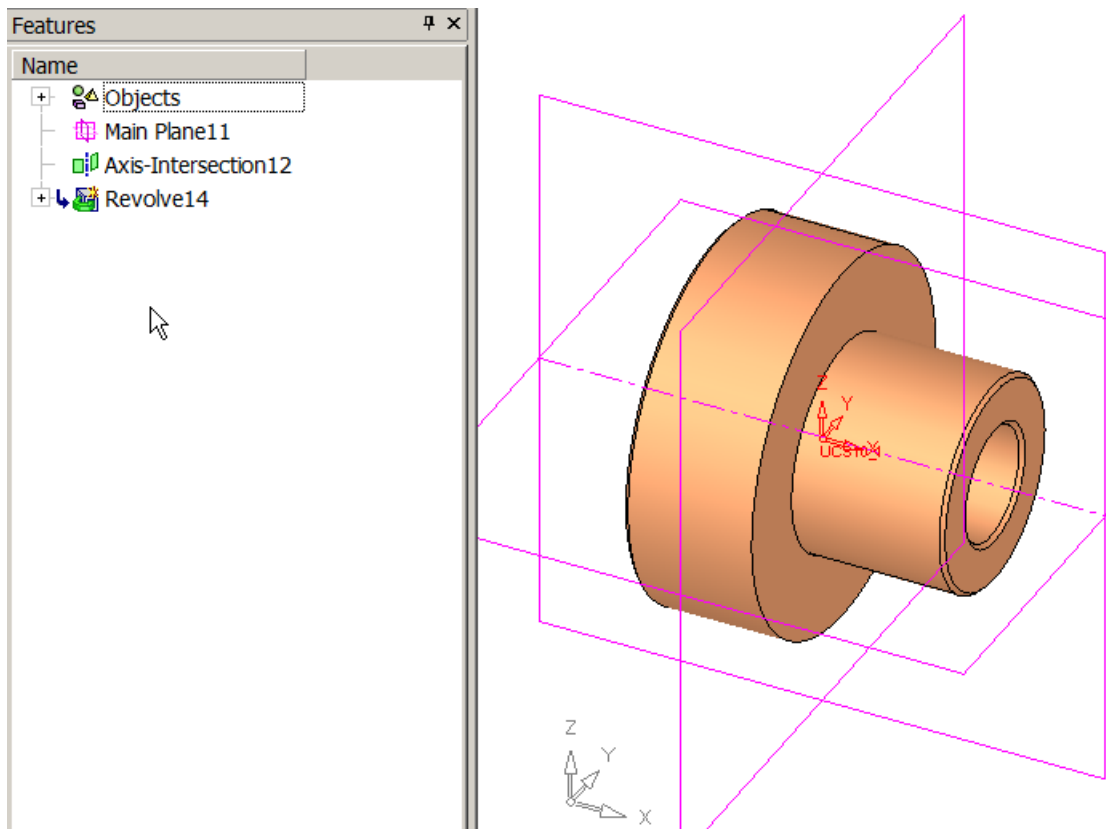 Features
Name
Objects
Main Plane11
Axis-Intersection12
Revolve14
Z
Y
X
Z
Y
X